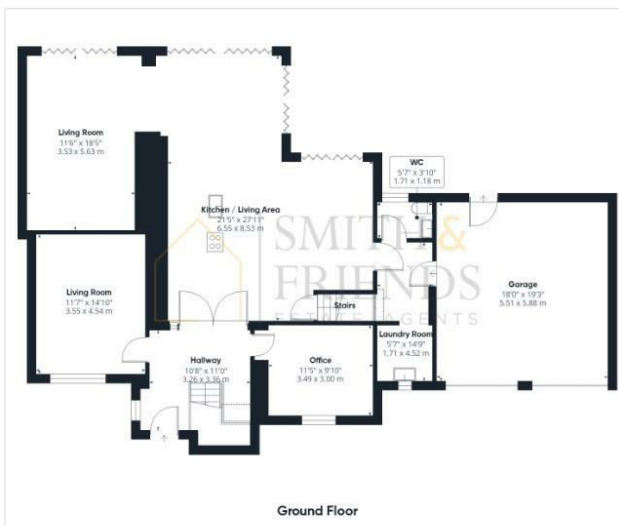 Living Room
11'6" x 18'5"
3.53 x 5.63 m
WC
5'7" x 3'10"
1.71 x 1.18 m
Kitchen / Living Area
21'5" x 27'11"
6.55 x 8.53 m
SMITH &
FRIENDS
ESTATE AGENTS
Living Room
11'7" x 14'10"
3.55 x 4.54 m
Garage
18'0" x 19'3"
5.51 x 5.88 m
Stairs
Hallway
10'8" x 11'0"
3.26 x 3.36 m
Office
11'5" x 9'10"
3.49 x 3.00 m
Laundry Room
5'7" x 14'9"
1.71 x 4.52 m
Ground Floor